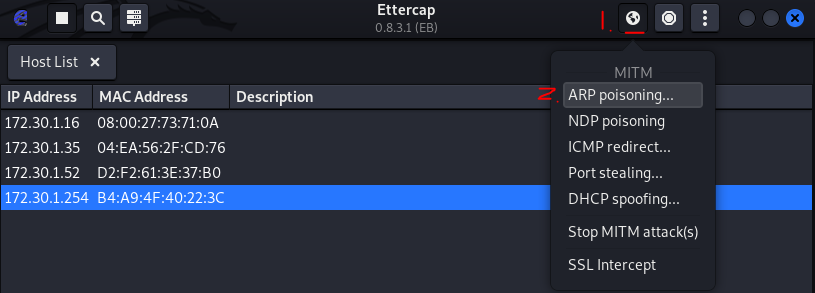 Ettercap
0.8.3.1 (EB)
1.
Host List ×
IP Address MAC Address Description
172.30.1.16 08:00:27:73:71:0A
172.30.1.35 04:EA:56:2F:CD:76
172.30.1.52 D2:F2:61:3E:37:B0
172.30.1.254 B4:A9:4F:40:22:3C
MITM
2. ARP poisoning...
NDP poisoning
ICMP redirect...
Port stealing...
DHCP spoofing...
Stop MITM attack(s)
SSL Intercept